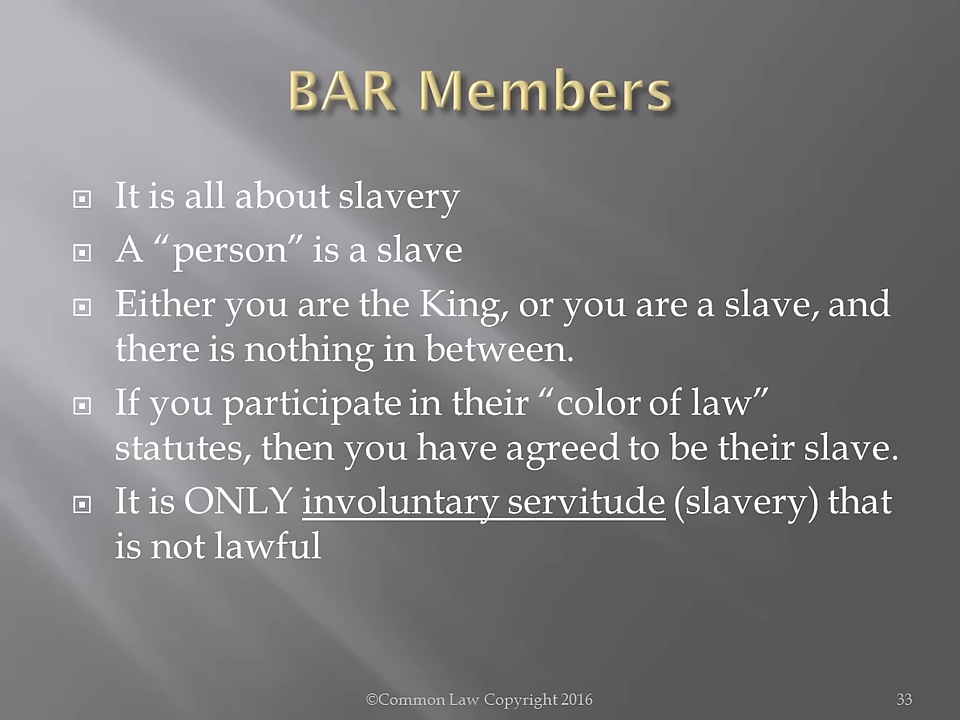 BAR Members
It is all about slavery
A “person” is a slave
Either you are the King, or you are a slave, and
there is nothing in between.
If you participate in their “color of law”
statutes, then you have agreed to be their slave.
It is ONLY involuntary servitude (slavery) that
is not lawful
©Common Law Copyright 2016
33